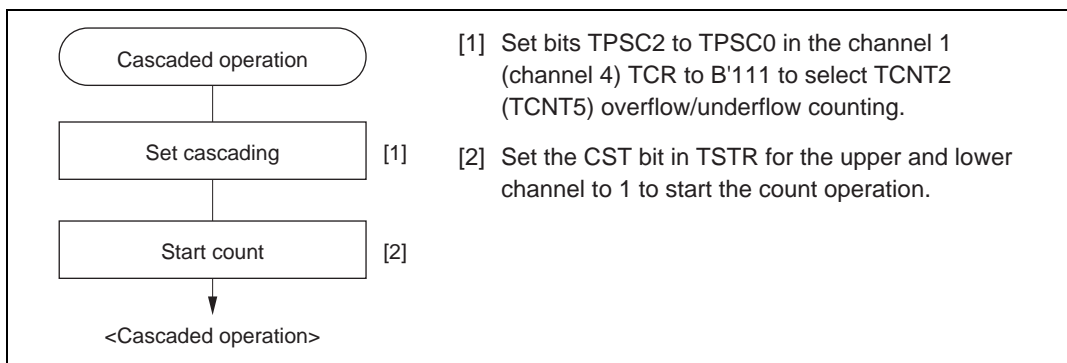 Cascaded operation
Set cascading
[1]
Start count
[2]
<Cascaded operation>
[1] Set bits TPSC2 to TPSC0 in the channel 1
(channel 4) TCR to B'111 to select TCNT2
(TCNT5) overflow/underflow counting.
[2] Set the CST bit in TSTR for the upper and lower
channel to 1 to start the count operation.